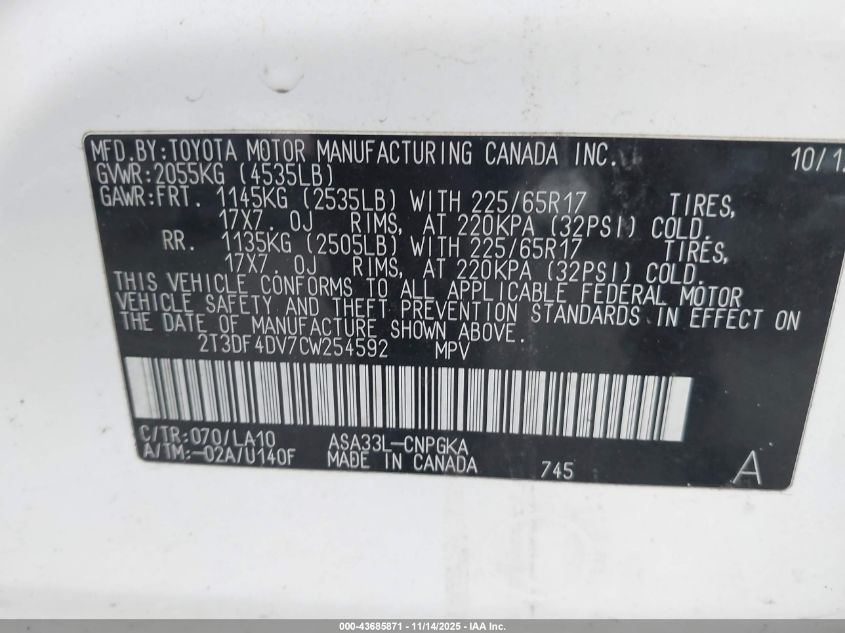 MFD.BY:TOYOTA MOTOR MANUFACTURING CANADA INC. 10/12
GVWR:2055KG (4535LB)
GAWR:FRT. 1145KG (2535LB) WITH 225/65R17 TIRES,
17X7.0J RIMS, AT 220KPA (32PSI) COLD.
RR. 1135KG (2505LB) WITH 225/65R17 TIRES,
17X7.0J RIMS, AT 220KPA (32PSI) COLD.
THIS VEHICLE CONFORMS TO ALL APPLICABLE FEDERAL MOTOR
VEHICLE SAFETY AND THEFT PREVENTION STANDARDS IN EFFECT ON
THE DATE OF MANUFACTURE SHOWN ABOVE.
2T3DF4DV7CW254592 MPV
C/TR:070/LA10 ASA33L-CNPGKA
A/TM:-02A/U140F MADE IN CANADA 745 A
000-43685871 - 11/14/2025 - IAA Inc.